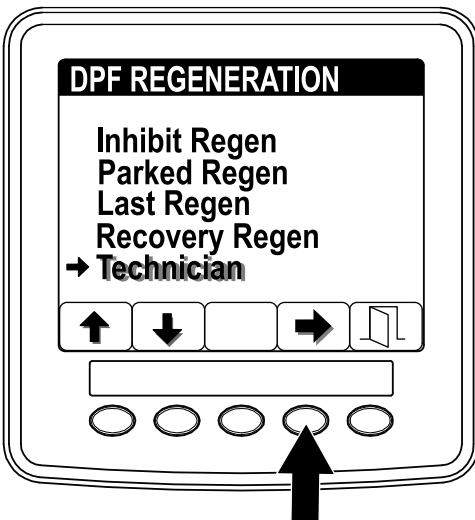 DPF REGENERATION
Inhibit Regen
Parked Regen
Last Regen
Recovery Regen
Technician